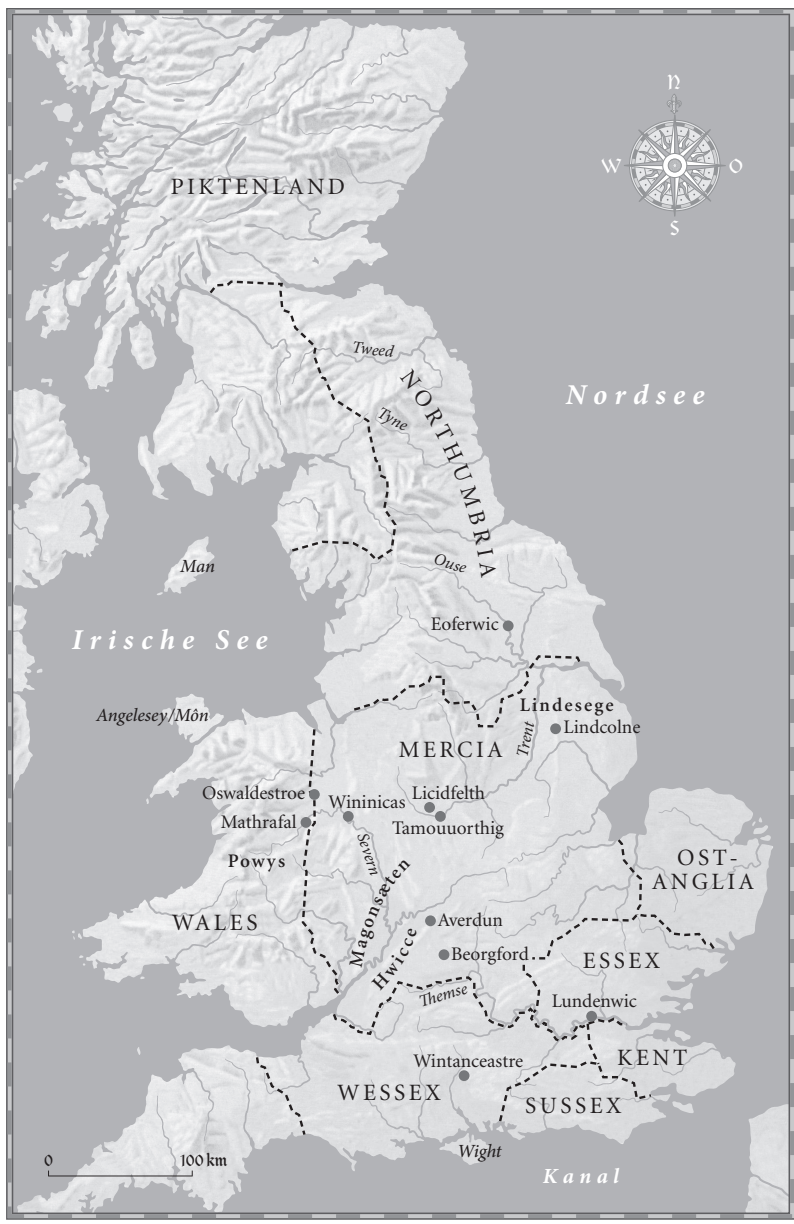 N
W
O
S
PIKTENLAND
Tweed
Nordsee
NORTHUMBRIA
Tyne
Man
Ouse
Eoferwic
Irische See
Angelesey/Môn
Lindesege
Lindcolne
MERCIA
Trent
Oswaldestroe
Wininicas
Licidfelth
Mathrafal
Tamouuorthig
Severn
Powys
OST-
ANGLIA
Magonsæten
WALES
Averdun
Hwicce
Beorgford
ESSEX
Themse
Lundenwic
Wintanceastre
KENT
WESSEX
SUSSEX
Wight
0
100 km
Kanal